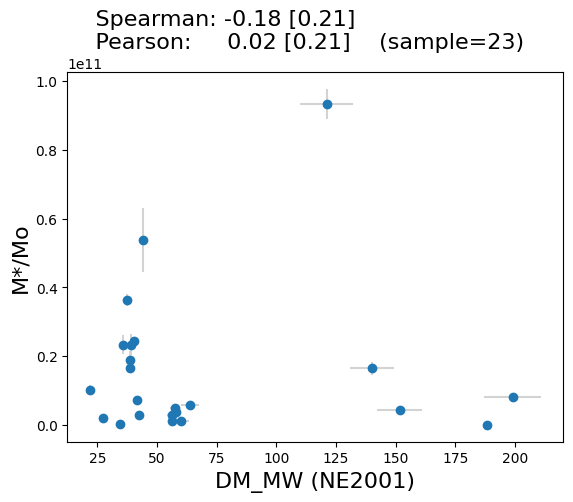 Spearman: -0.18 [0.21]
Pearson: 0.02 [0.21] (sample=23)
1e11
1.0
0.8
0.6
0.4
0.2
0.0
M*/Mo
25 50 75 100 125 150 175 200
DM_MW (NE2001)